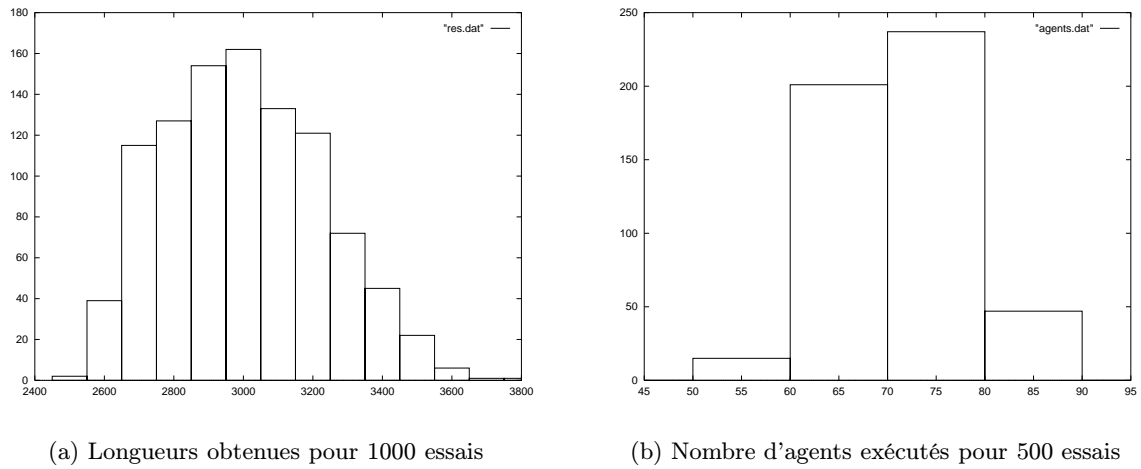 180
160
140
120
100
80
60
40
20
0
2400 2600 2800 3000 3200 3400 3600 3800
"res.dat"
(a) Longueurs obtenues pour 1000 essais
250
200
150
100
50
0
45 50 55 60 65 70 75 80 85 90 95
"agents.dat"
(b) Nombre d'agents exécutés pour 500 essais